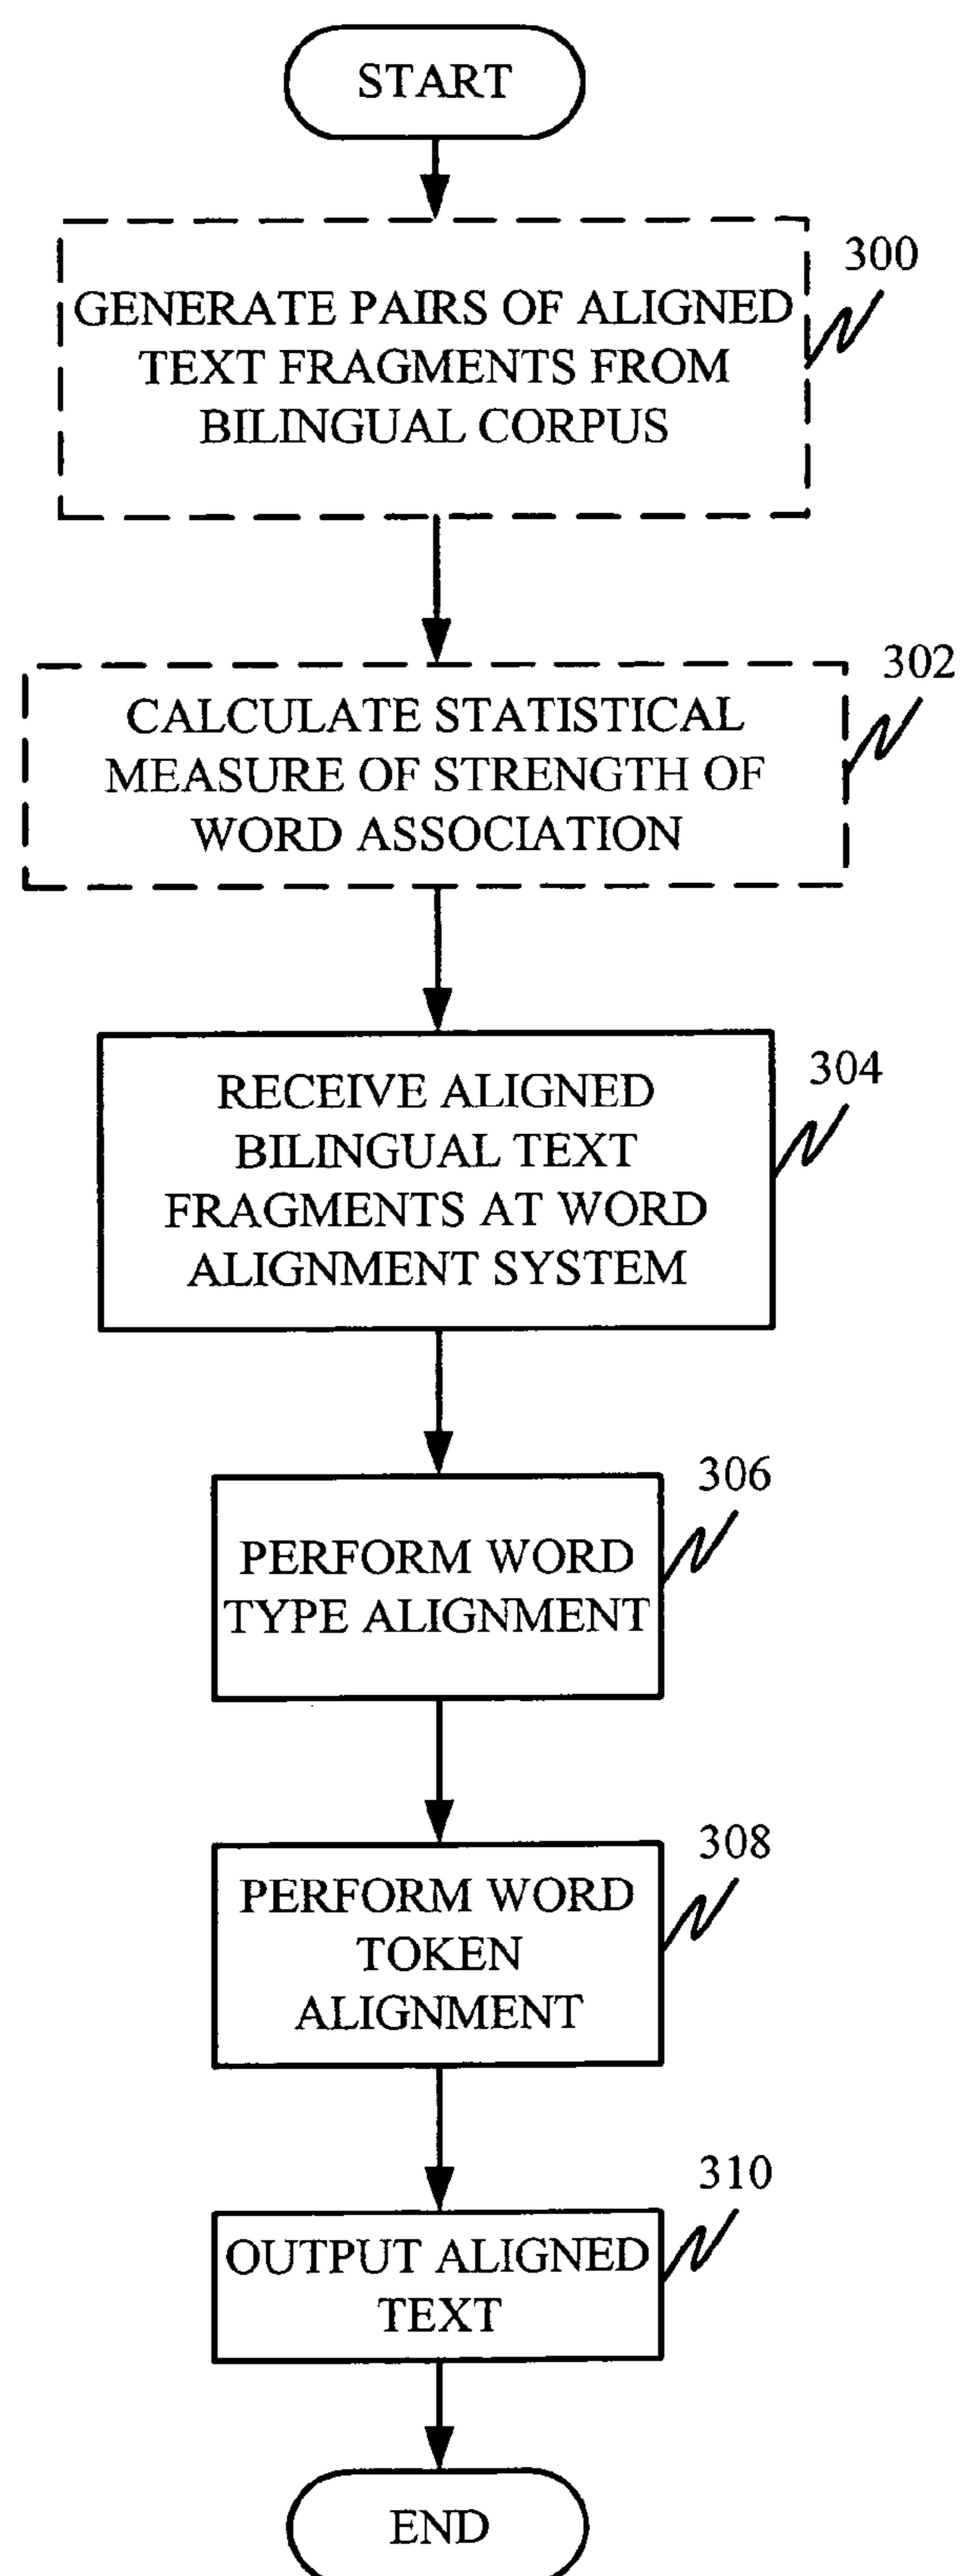 START
300
GENERATE PAIRS OF ALIGNED
TEXT FRAGMENTS FROM
BILINGUAL CORPUS
302
CALCULATE STATISTICAL
MEASURE OF STRENGTH OF
WORD ASSOCIATION
304
RECEIVE ALIGNED
BILINGUAL TEXT
FRAGMENTS AT WORD
ALIGNMENT SYSTEM
306
PERFORM WORD
TYPE ALIGNMENT
308
PERFORM WORD
TOKEN
ALIGNMENT
310
OUTPUT ALIGNED
TEXT
END